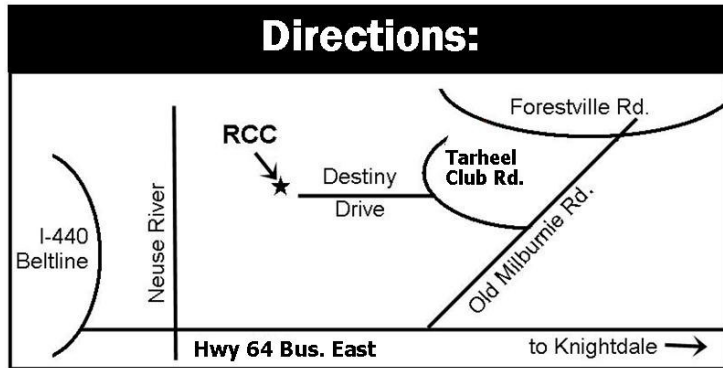 Directions:
Forestville Rd.
RCC
Tarheel
Club Rd.
Destiny
Drive
I-440
Beltline
Neuse River
Old Milburnie Rd.
Hwy 64 Bus. East
to Knightdale